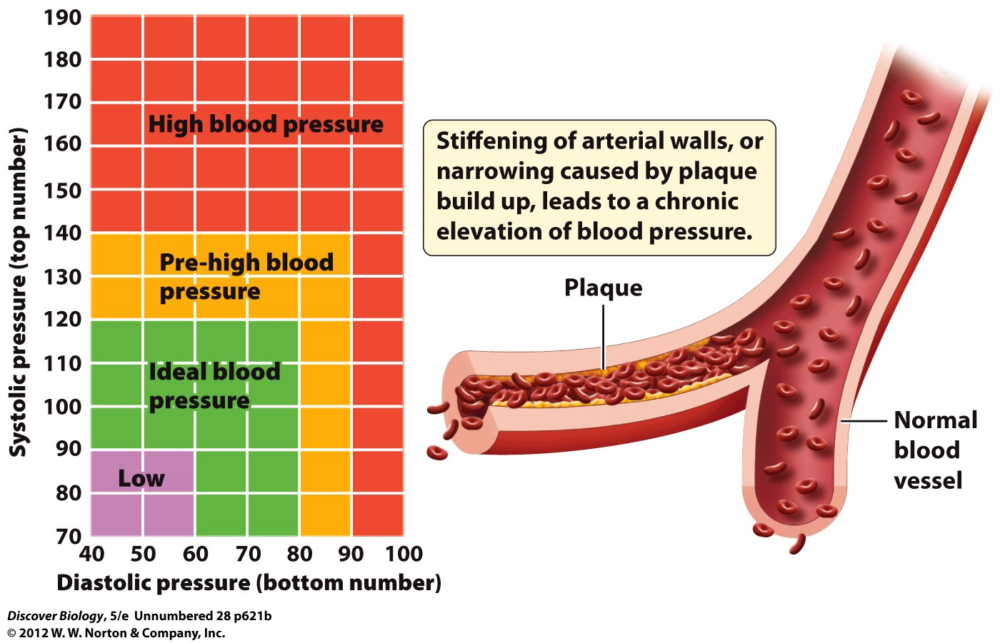 190
180
170
160
150
140
130
120
110
100
90
80
70
Systolic pressure (top number)
High blood pressure
Pre-high blood
pressure
Ideal blood
pressure
Low
40 50 60 70 80 90 100
Diastolic pressure (bottom number)
Stiffening of arterial walls, or
narrowing caused by plaque
build up, leads to a chronic
elevation of blood pressure.
Plaque
Normal
blood
vessel
Discover Biology, 5/e Unnumbered 28 p621b
© 2012 W. W. Norton & Company, Inc.